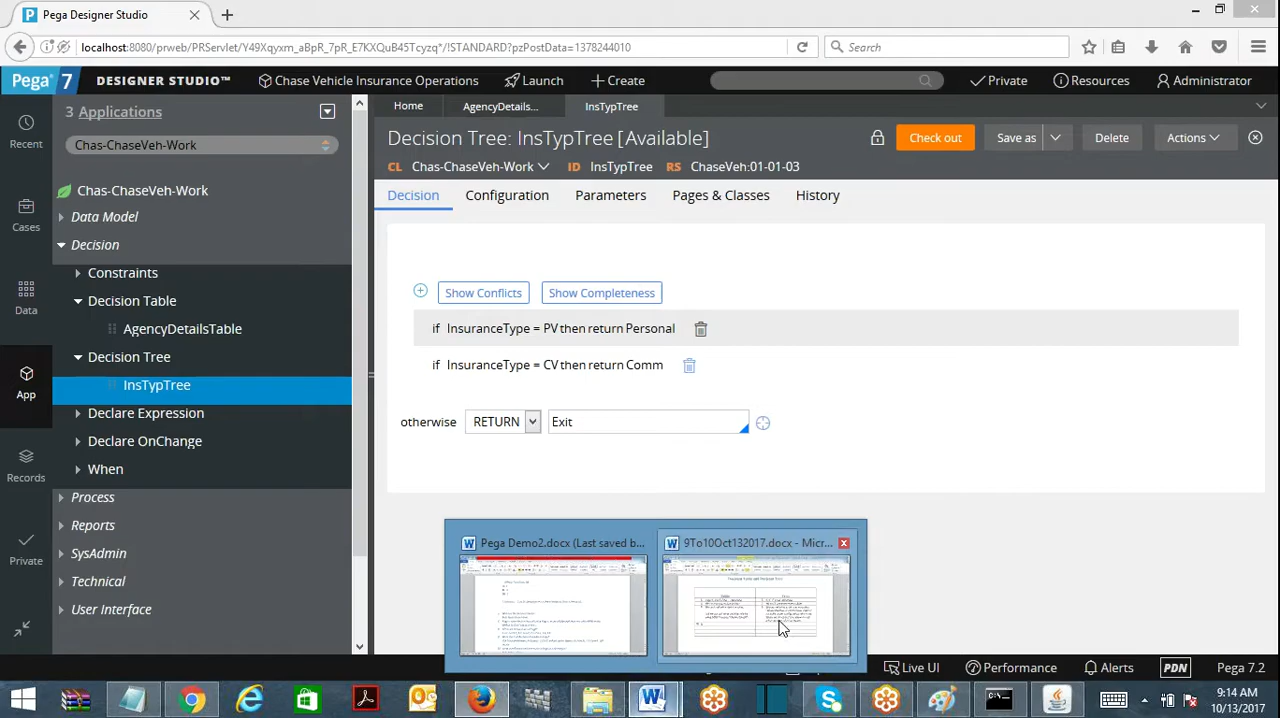 Pega Designer Studio
localhost:8080/prweb/PRServlet/Y49Xqyxm_aBpR_7pR_E7KXQuB45Tcyzq*/!STANDARD?pzPostData=1378244010
Search
Pega 7 DESIGNER STUDIO™ Chase Vehicle Insurance Operations Launch Create Private Resources Administrator
3 Applications
Home AgencyDetails... InsTypTree
Recent
Chas-ChaseVeh-Work
Decision Tree: InsTypTree [Available]
Check out Save as Delete Actions
CL Chas-ChaseVeh-Work ID InsTypTree RS ChaseVeh:01-01-03
Chas-ChaseVeh-Work
Decision Configuration Parameters Pages & Classes History
Data Model
Cases
Decision
Constraints
Decision Table
Data
AgencyDetailsTable
Decision Tree
InsTypTree
App
Declare Expression
Declare OnChange
When
Records
Process
Reports
SysAdmin
Private
Technical
User Interface
Show Conflicts Show Completeness
if InsuranceType = PV then return Personal
if InsuranceType = CV then return Comm
otherwise RETURN Exit
Pega Demo2.docx (Last saved b...
9To10Oct132017.docx - Micr...
Live UI Performance Alerts PDN Pega 7.2
9:14 AM
10/13/2017